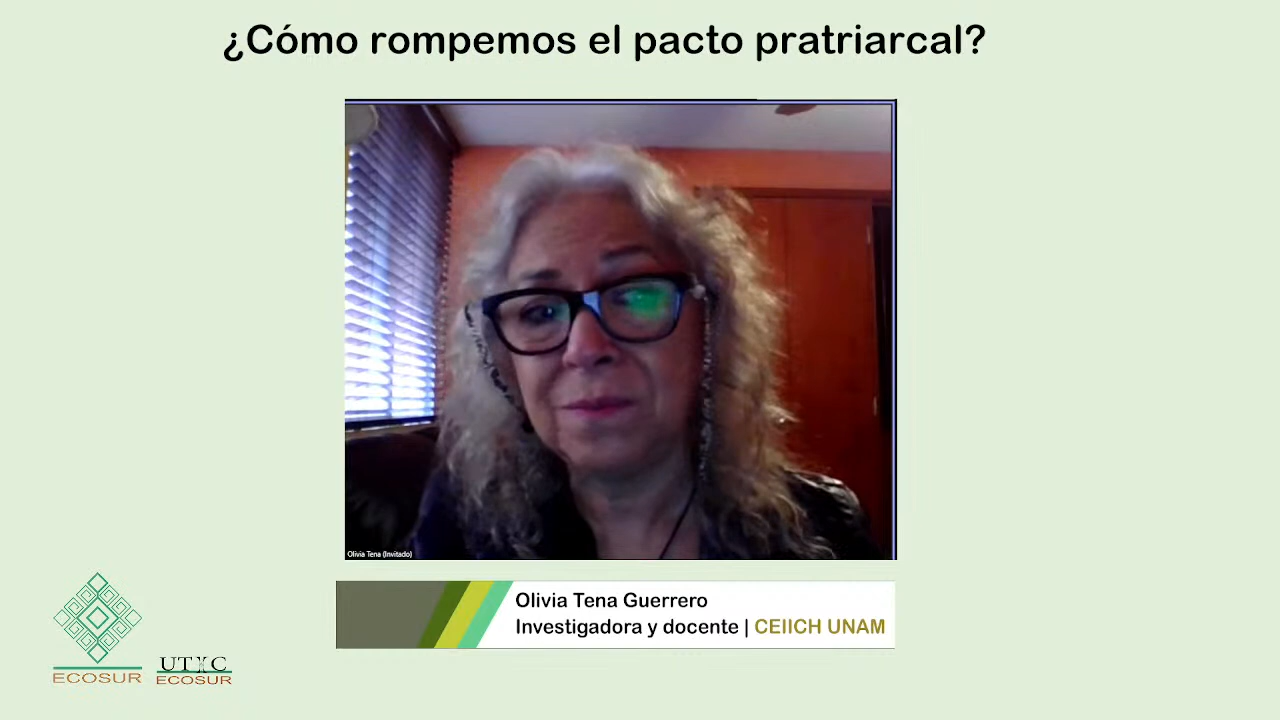 ¿Cómo rompemos el pacto pratriarcal?
Olivia Tena (Invitado)
Olivia Tena Guerrero
Investigadora y docente | CEIICH UNAM
ECOSUR
UTIC
ECOSUR